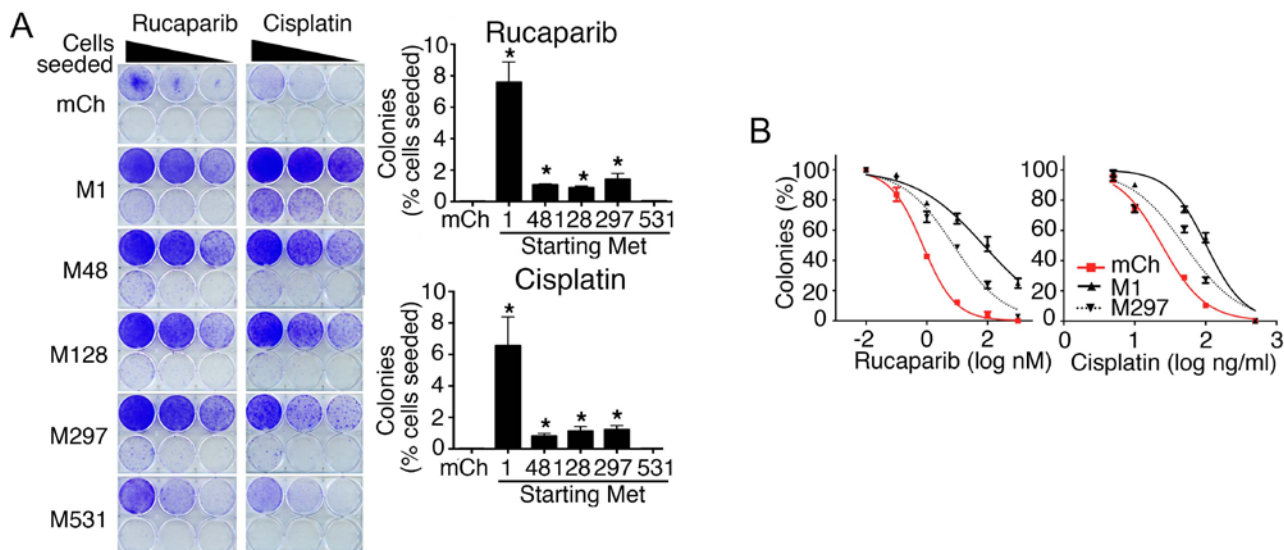 A
Rucaparib Cisplatin
Cells
seeded
mCh
M1
M48
M128
M297
M531
Rucaparib
Colonies
(% cells seeded)
10
8
6
4
2
0
*
*
*
*
mCh 1 48 128 297 531
Starting Met
Cisplatin
Colonies
(% cells seeded)
10
8
6
4
2
0
*
*
*
*
mCh 1 48 128 297 531
Starting Met
B
Colonies (%)
100
80
60
40
20
0
-2 0 2
Rucaparib (log nM)
100
80
60
40
20
0
mCh
M1
M297
1 2 3
Cisplatin (log ng/ml)